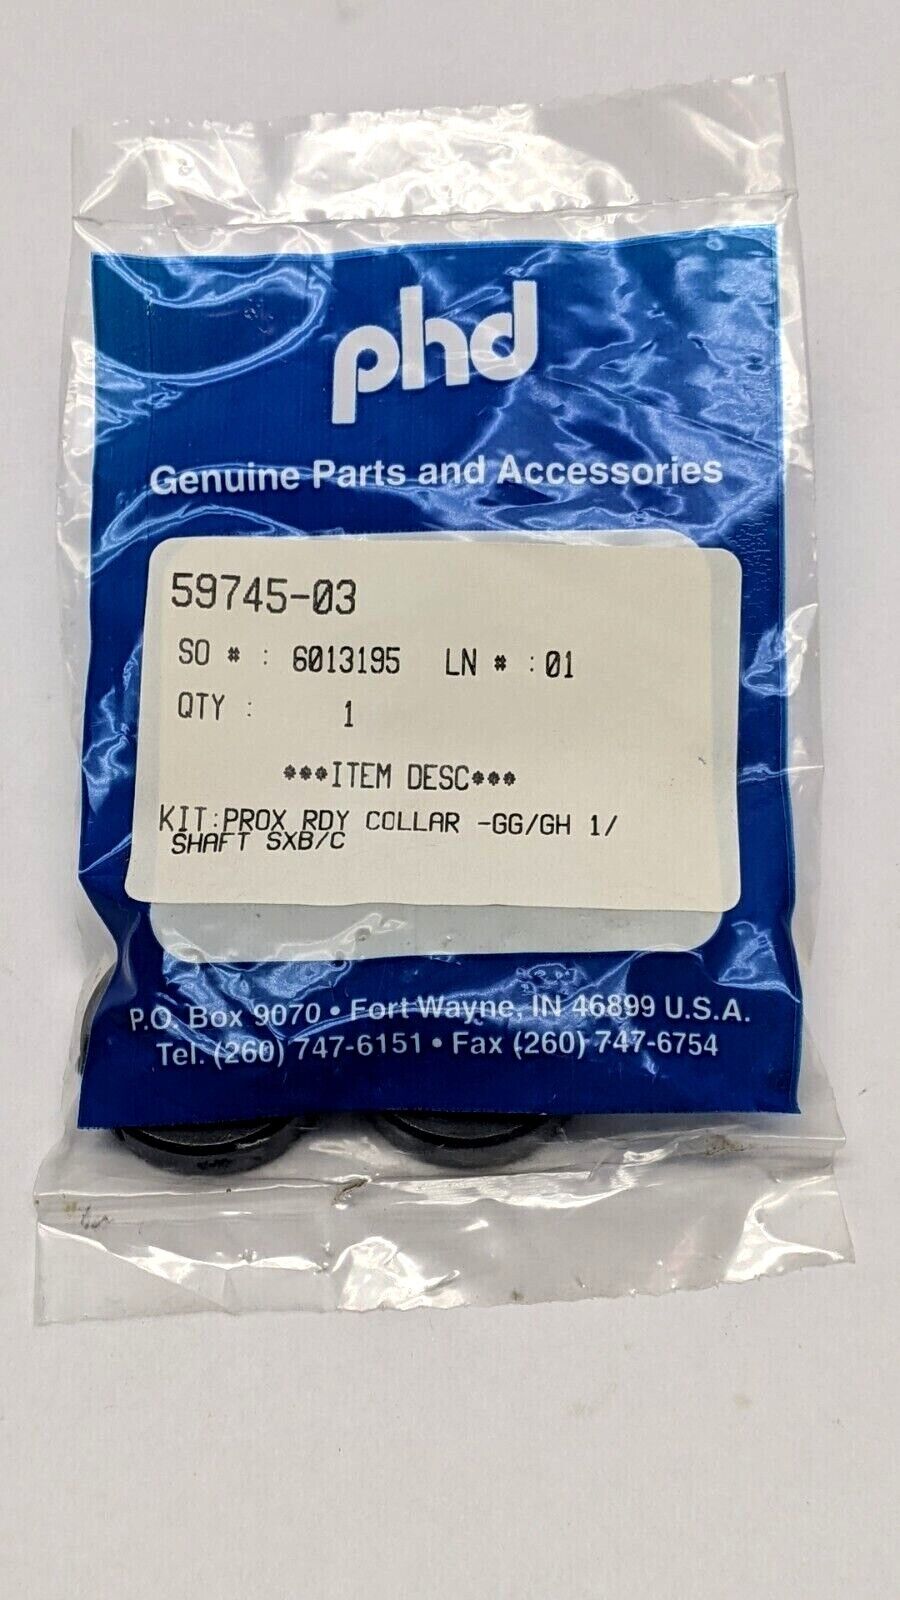 phd
Genuine Parts and Accessories
59745-03
SO # : 6013195 LN # :01
QTY : 1
***ITEM DESC***
KIT:PROX RDY COLLAR -GG/GH 1/
SHAFT SXB/C
P.O. Box 9070 • Fort Wayne, IN 46899 U.S.A.
Tel. (260) 747-6151 • Fax (260) 747-6754